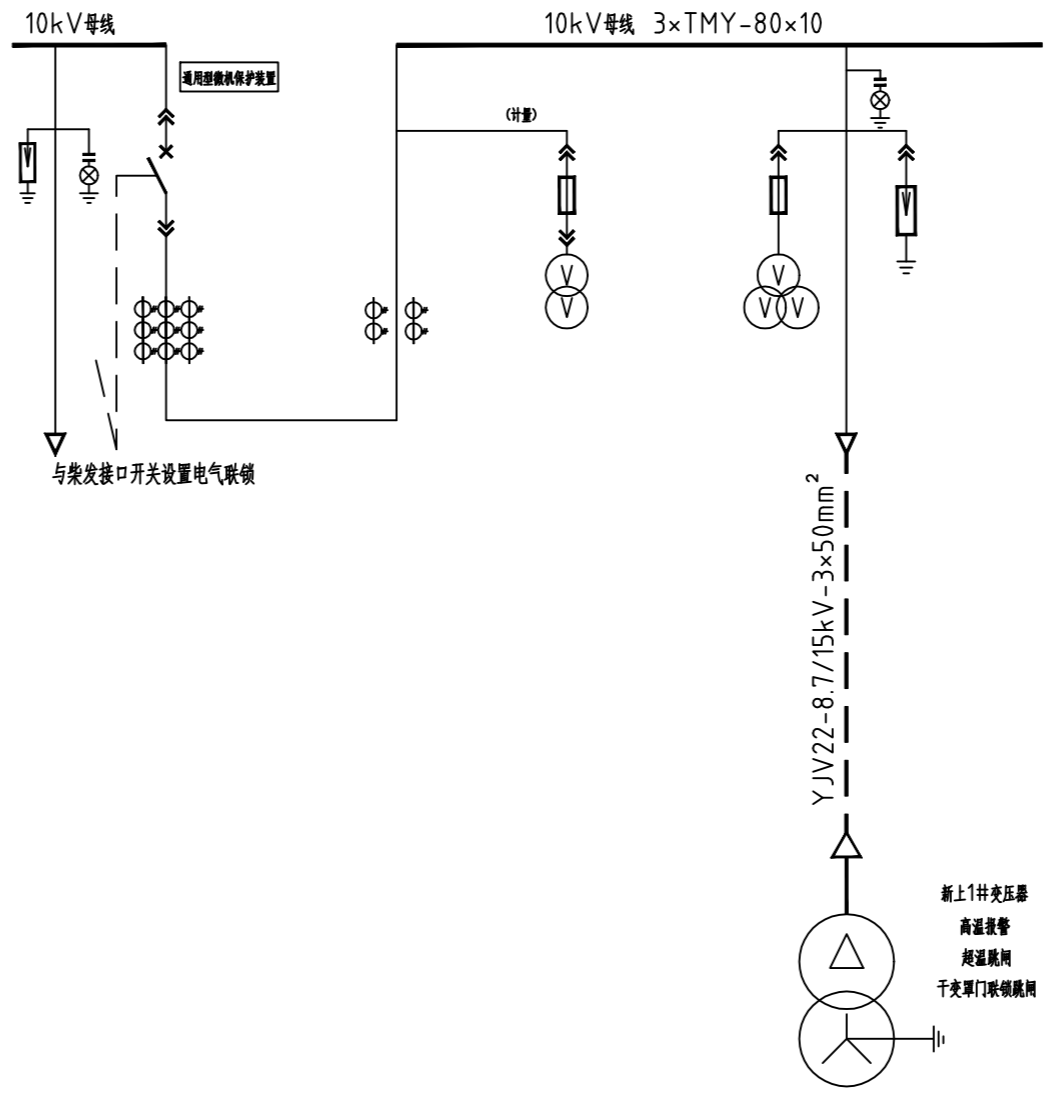 10kV母线
10kV母线 3×TMY-80×10
通用型微机保护装置
(计量)
V
V
V
V
V
与柴发接口开关设置电气联锁
YJV22-8.7/15kV-3×50mm²
新上1#变压器
高温报警
超温跳闸
干变罩门联锁跳闸